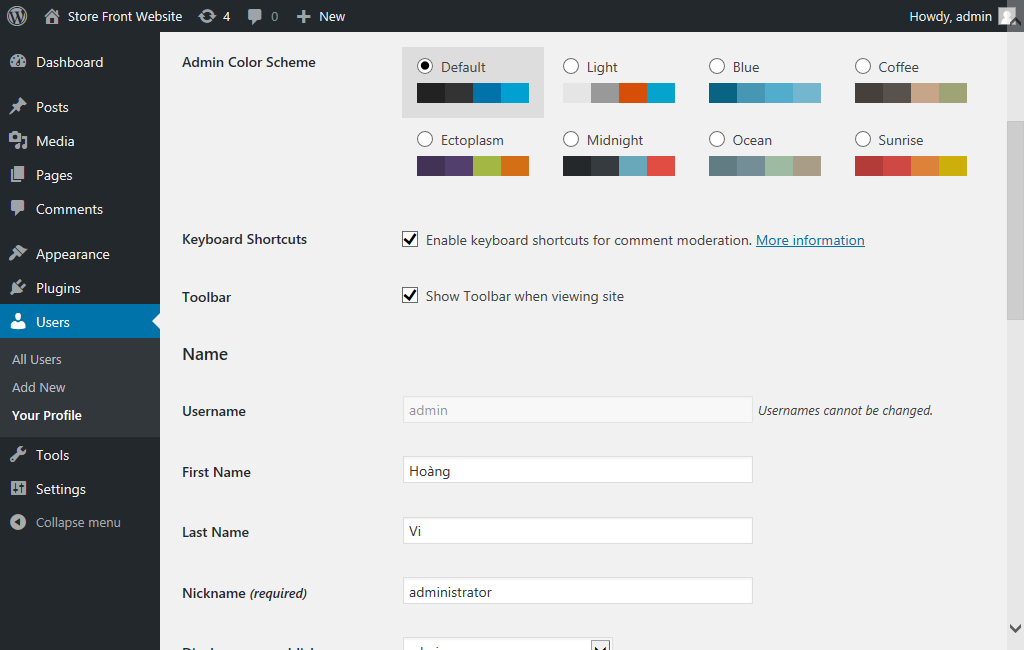 Store Front Website 4 0 New Howdy, admin
Dashboard
Posts
Media
Pages
Comments
Appearance
Plugins
Users
All Users
Add New
Your Profile
Tools
Settings
Collapse menu
Admin Color Scheme
Default Light Blue Coffee
Ectoplasm Midnight Ocean Sunrise
Keyboard Shortcuts
Enable keyboard shortcuts for comment moderation. More information
Toolbar
Show Toolbar when viewing site
Name
Username admin Usernames cannot be changed.
First Name Hoàng
Last Name Vi
Nickname (required) administrator